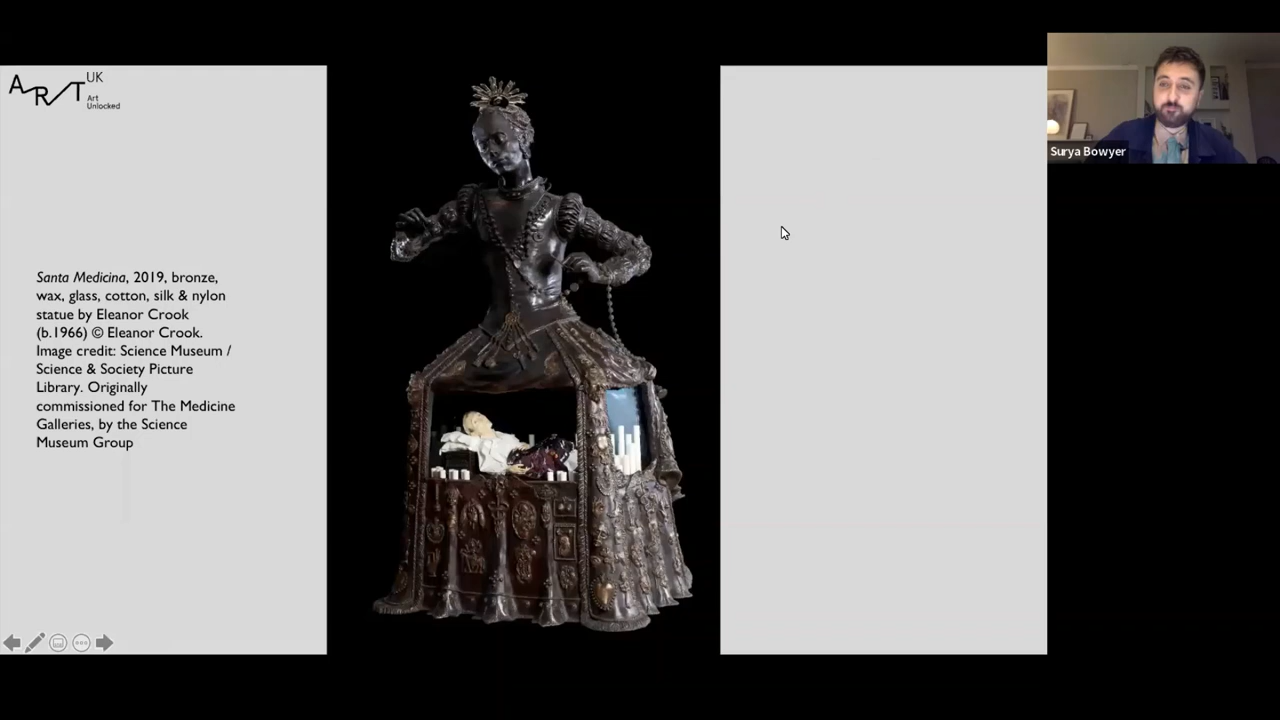 ART UK
Art
Unlocked
Santa Medicina, 2019, bronze,
wax, glass, cotton, silk & nylon
statue by Eleanor Crook
(b.1966) © Eleanor Crook.
Image credit: Science Museum /
Science & Society Picture
Library. Originally
commissioned for The Medicine
Galleries, by the Science
Museum Group
Surya Bowyer